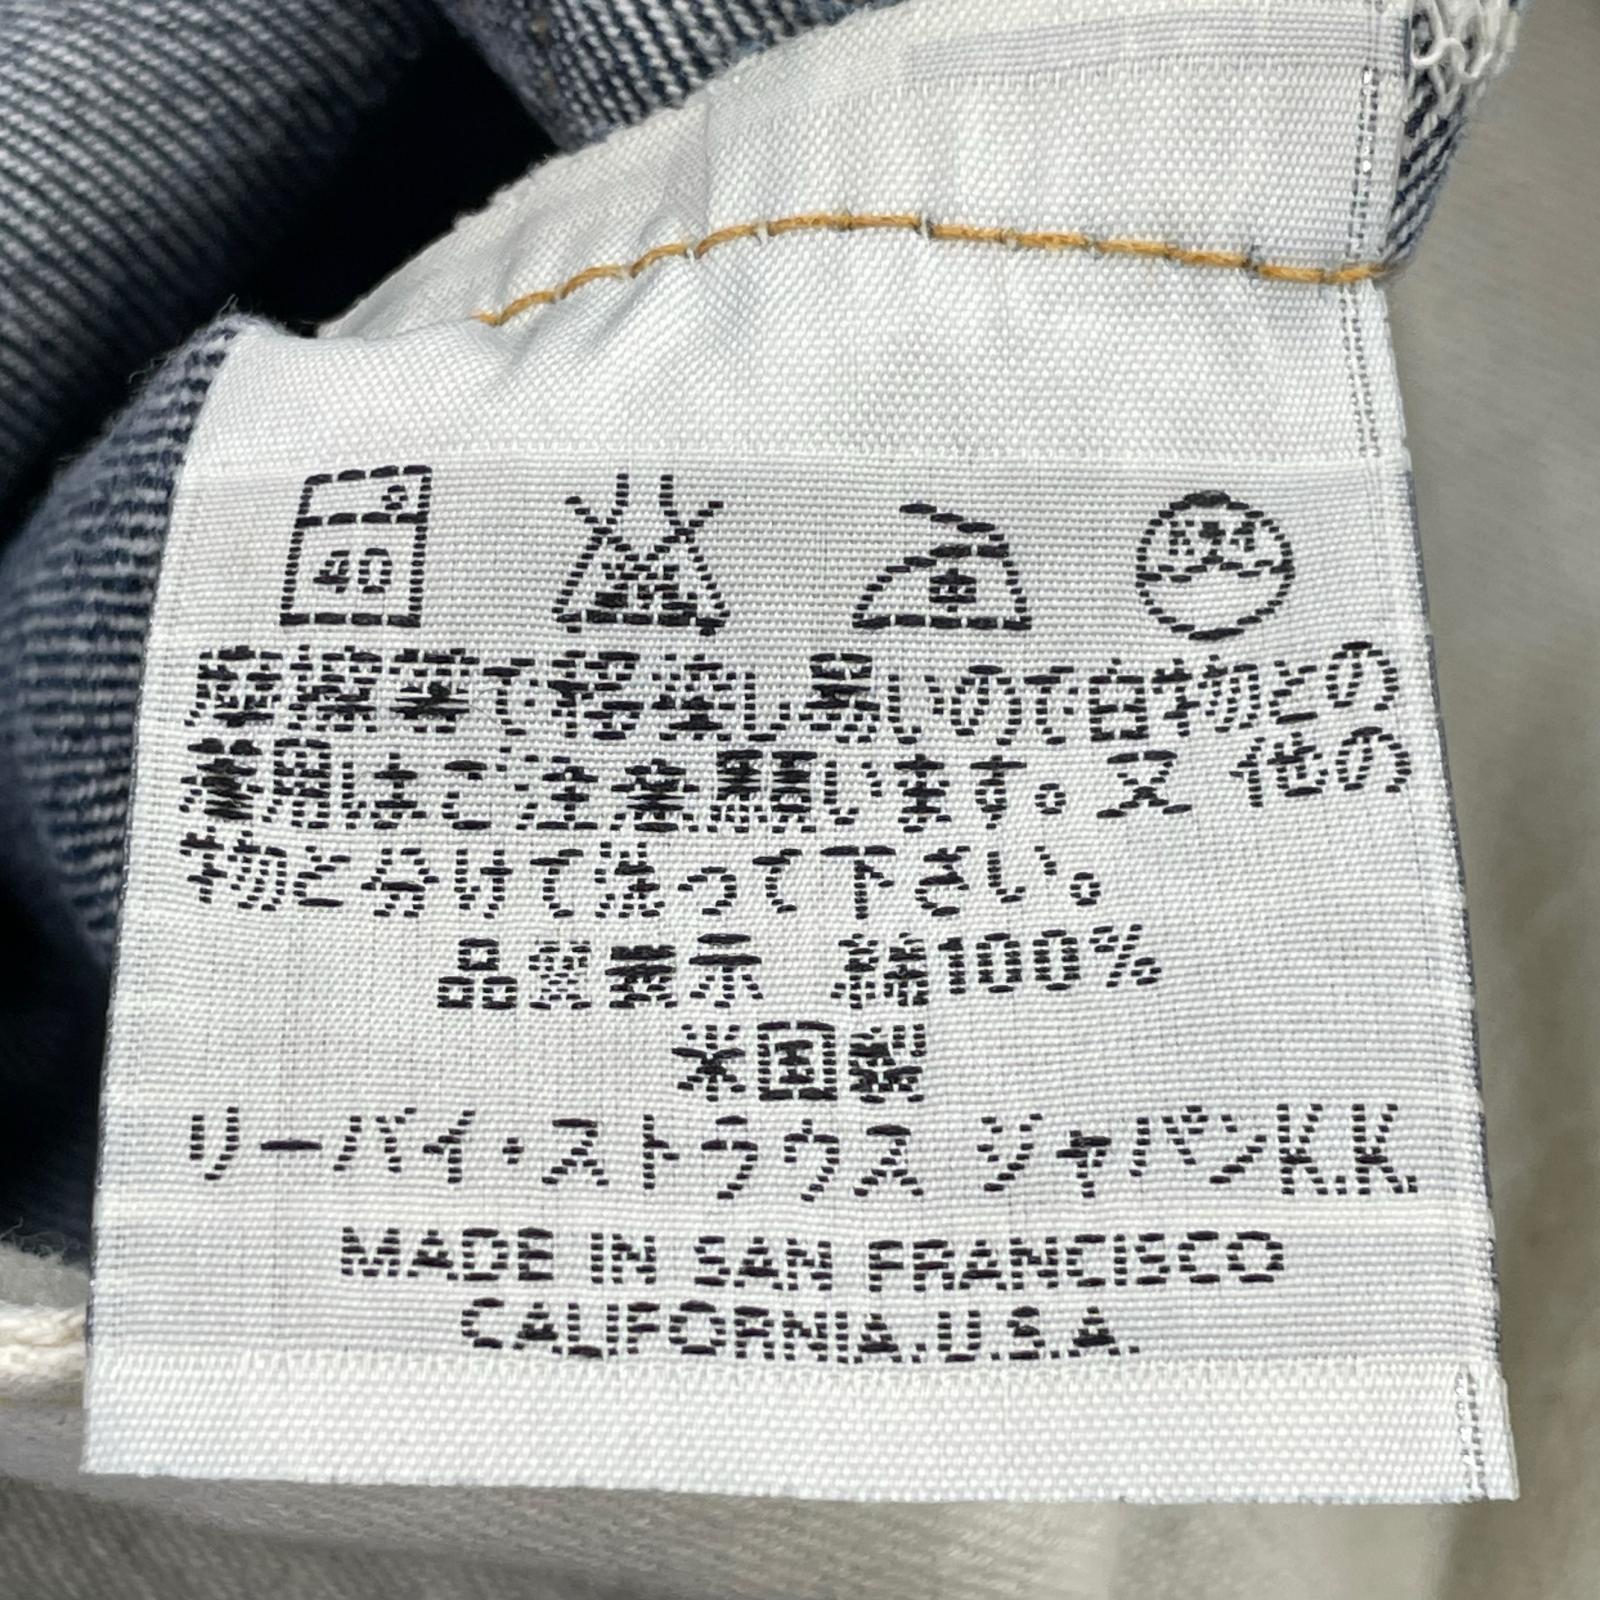 40
摩擦等で移染し易いので白物との
着用はご注意願います。又 他の
物と分けて洗って下さい。
品質表示 綿100%
米国製
リーバイ・ストラウス ジャパンK.K.
MADE IN SAN FRANCISCO
CALIFORNIA.U.S.A.